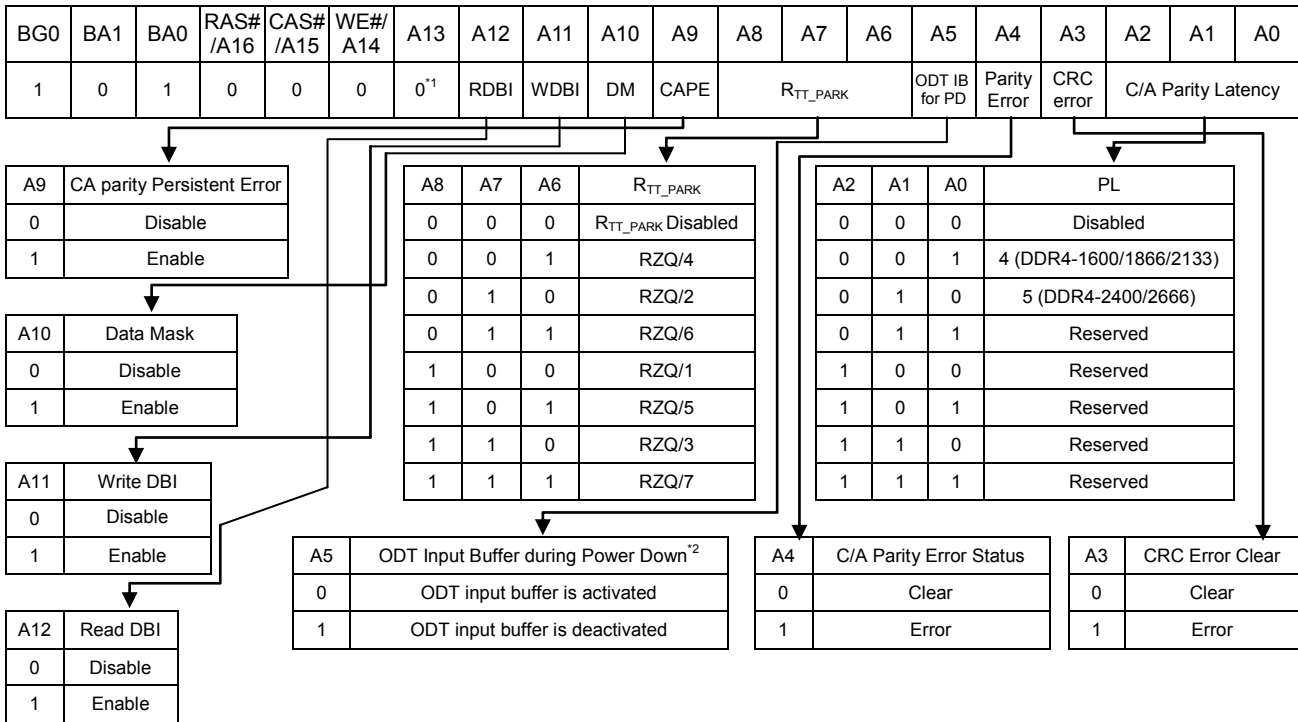 BG0 BA1 BA0 RAS#/A16 CAS#/A15 WE#/A14 A13 A12 A11 A10 A9 A8 A7 A6 A5 A4 A3 A2 A1 A0
1 0 1 0 0 0 0*1 RDBI WDBI DM CAPE RTT_PARK ODT IB for PD Parity Error CRC error C/A Parity Latency
A9 CA parity Persistent Error
0 Disable
1 Enable
A10 Data Mask
0 Disable
1 Enable
A11 Write DBI
0 Disable
1 Enable
A12 Read DBI
0 Disable
1 Enable
A8 A7 A6 RTT_PARK
0 0 0 RTT_PARK Disabled
0 0 1 RZQ/4
0 1 0 RZQ/2
0 1 1 RZQ/6
1 0 0 RZQ/1
1 0 1 RZQ/5
1 1 0 RZQ/3
1 1 1 RZQ/7
A2 A1 A0 PL
0 0 0 Disabled
0 0 1 4 (DDR4-1600/1866/2133)
0 1 0 5 (DDR4-2400/2666)
0 1 1 Reserved
1 0 0 Reserved
1 0 1 Reserved
1 1 0 Reserved
1 1 1 Reserved
A5 ODT Input Buffer during Power Down*2
0 ODT input buffer is activated
1 ODT input buffer is deactivated
A4 C/A Parity Error Status
0 Clear
1 Error
A3 CRC Error Clear
0 Clear
1 Error